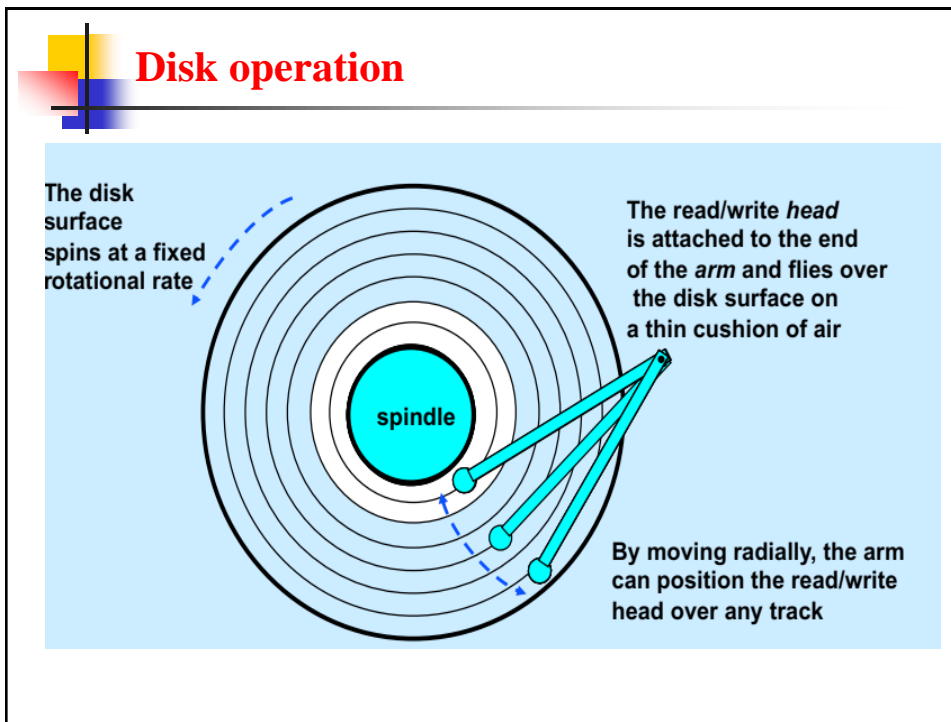 Disk operation
The disk
surface
spins at a fixed
rotational rate
The read/write head
is attached to the end
of the arm and flies over
the disk surface on
a thin cushion of air
spindle
By moving radially, the arm
can position the read/write
head over any track